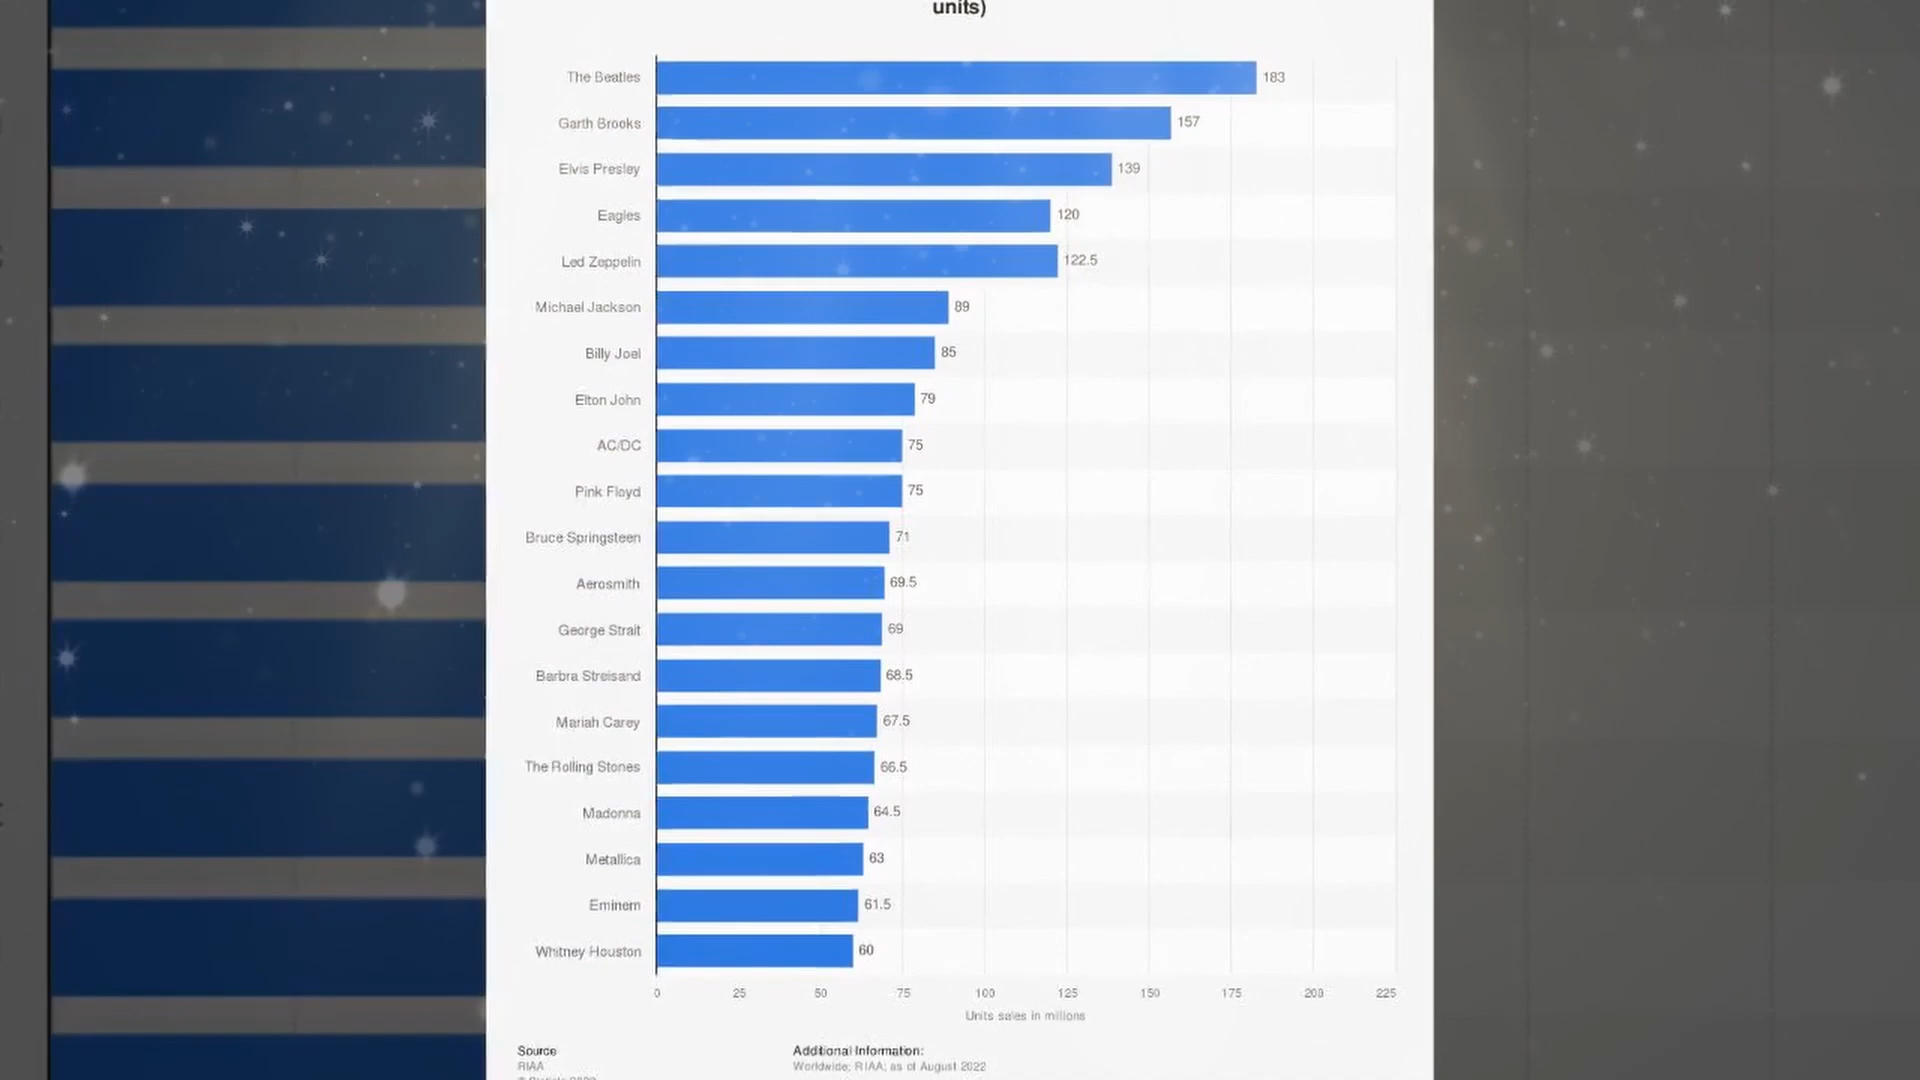 units)
The Beatles 183
Garth Brooks 157
Elvis Presley 139
Eagles 120
Led Zeppelin 122.5
Michael Jackson 89
Billy Joel 85
Elton John 79
AC/DC 75
Pink Floyd 75
Bruce Springsteen 71
Aerosmith 69.5
George Strait 69
Barbra Streisand 68.5
Mariah Carey 67.5
The Rolling Stones 66.5
Madonna 64.5
Metallica 63
Eminem 61.5
Whitney Houston 60
0 25 50 75 100 125 150 175 200 225
Units sales in millions
Source
RIAA
Additional Information:
Worldwide; RIAA; as of August 2022